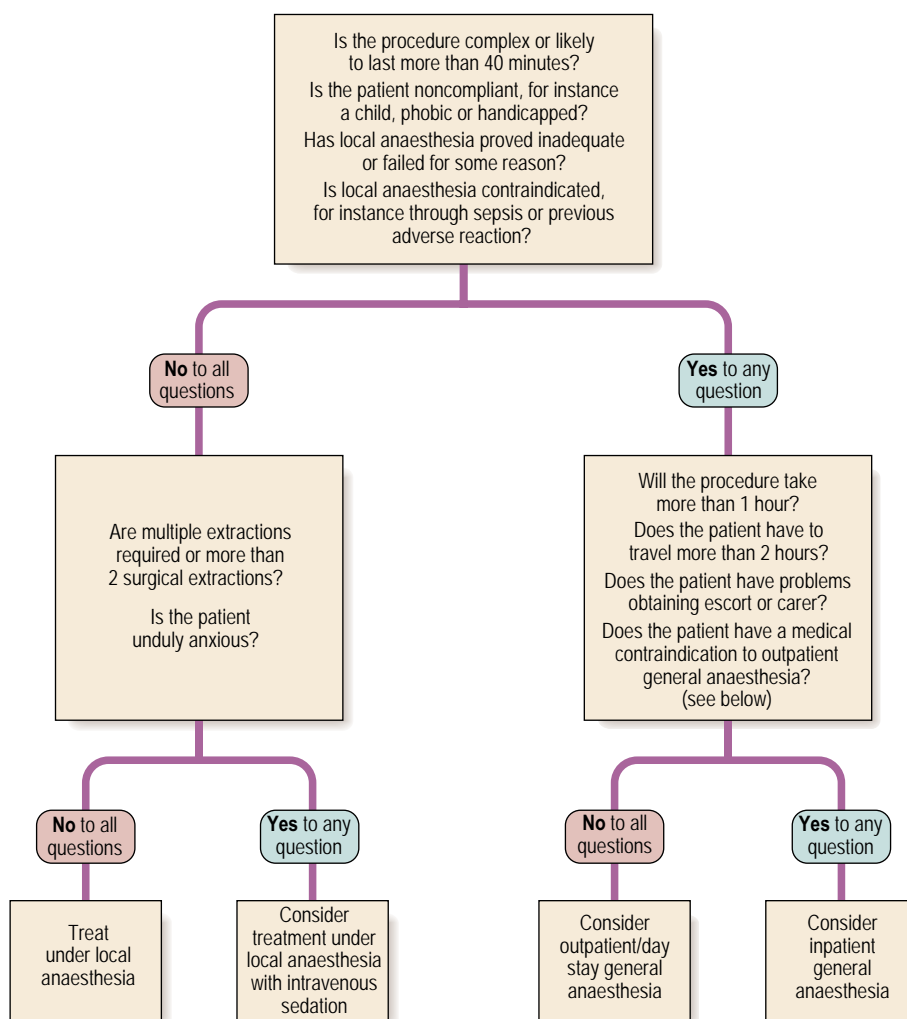 Is the procedure complex or likely
to last more than 40 minutes?
Is the patient noncompliant, for instance
a child, phobic or handicapped?
Has local anaesthesia proved inadequate
or failed for some reason?
Is local anaesthesia contraindicated,
for instance through sepsis or previous
adverse reaction?
No to all
questions
Yes to any
question
Are multiple extractions
required or more than
2 surgical extractions?
Is the patient
unduly anxious?
Will the procedure take
more than 1 hour?
Does the patient have to
travel more than 2 hours?
Does the patient have problems
obtaining escort or carer?
Does the patient have a medical
contraindication to outpatient
general anaesthesia?
(see below)
No to all
questions
Yes to any
question
No to all
questions
Yes to any
question
Treat
under local
anaesthesia
Consider
treatment under
local anaesthesia
with intravenous
sedation
Consider
outpatient/day
stay general
anaesthesia
Consider
inpatient
general
anaesthesia